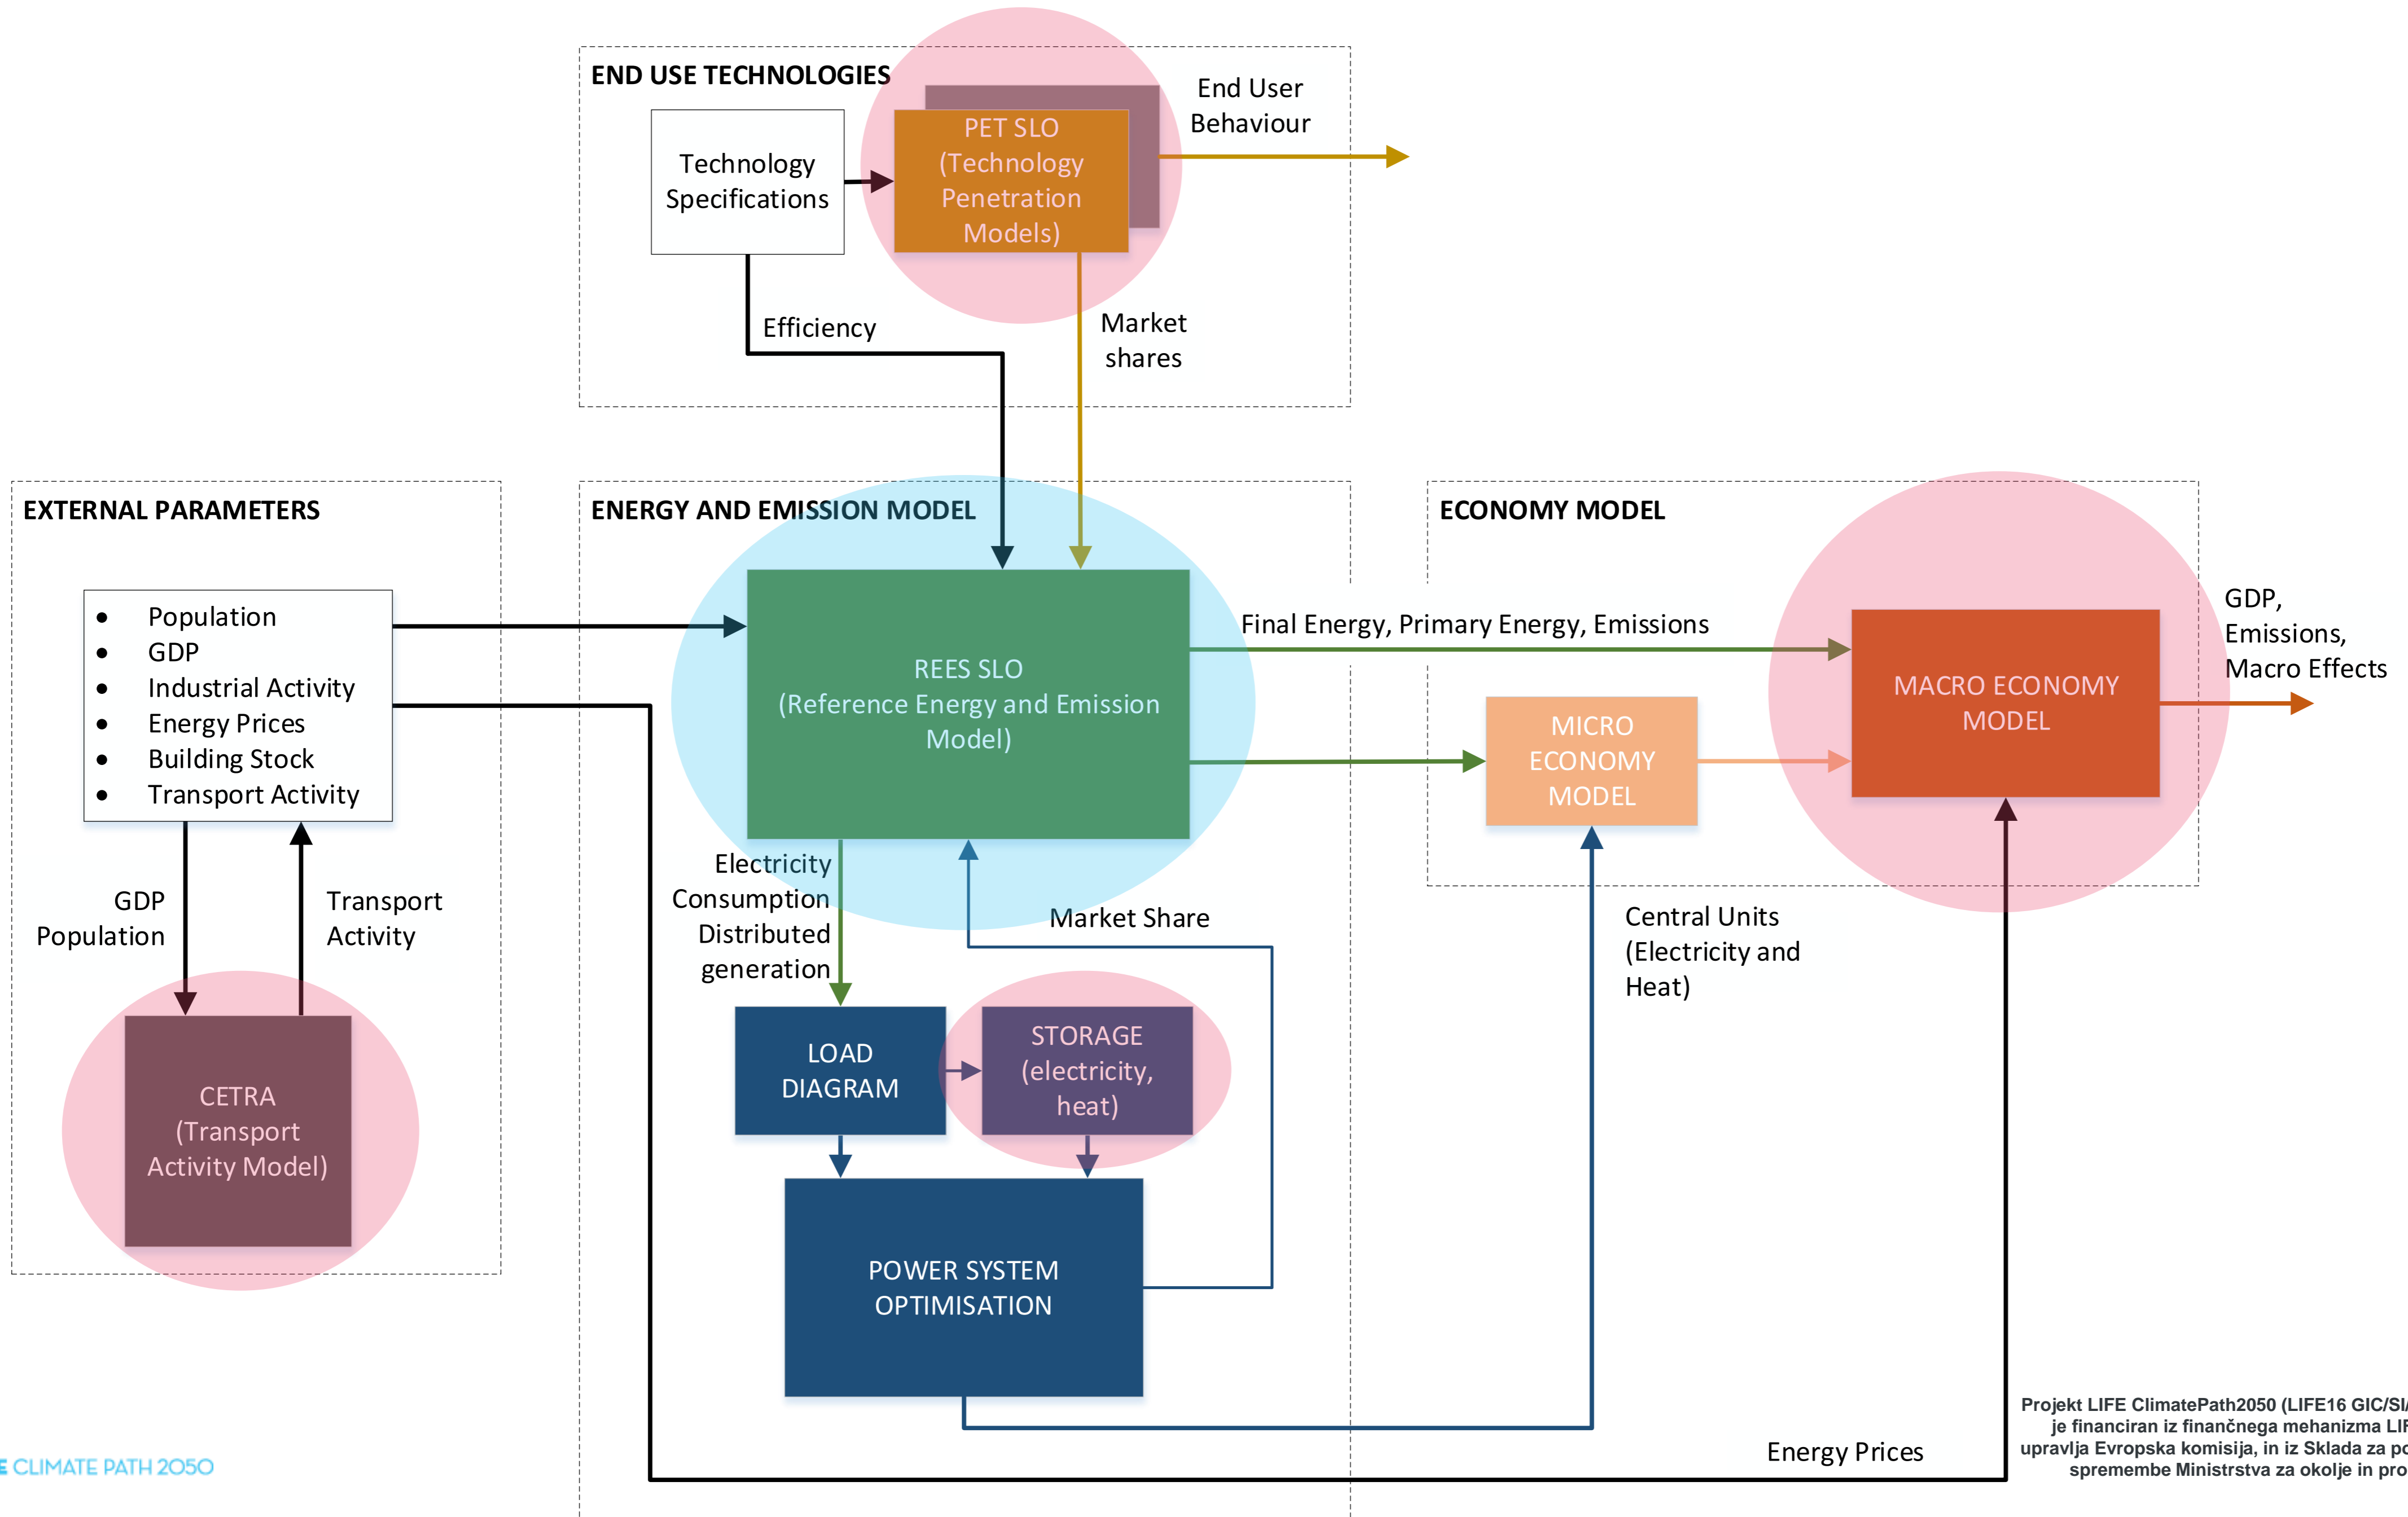 END USE TECHNOLOGIES
Technology
Specifications
PET SLO
(Technology
Penetration
Models)
End User
Behaviour
Efficiency
Market
shares
EXTERNAL PARAMETERS
• Population
• GDP
• Industrial Activity
• Energy Prices
• Building Stock
• Transport Activity
GDP
Population
Transport
Activity
CETRA
(Transport
Activity Model)
ENERGY AND EMISSION MODEL
REES SLO
(Reference Energy and Emission
Model)
Electricity
Consumption
Distributed
generation
Market Share
LOAD
DIAGRAM
STORAGE
(electricity,
heat)
POWER SYSTEM
OPTIMISATION
ECONOMY MODEL
Final Energy, Primary Energy, Emissions
MICRO
ECONOMY
MODEL
MACRO ECONOMY
MODEL
GDP,
Emissions,
Macro Effects
Central Units
(Electricity and
Heat)
Energy Prices
CLIMATE PATH 2050
Projekt LIFE ClimatePath2050 (LIFE16 GIC/SI/
je financiran iz finančnega mehanizma
upravlja Evropska komisija, in iz Sklada za
spremembe Ministrstva za okolje in